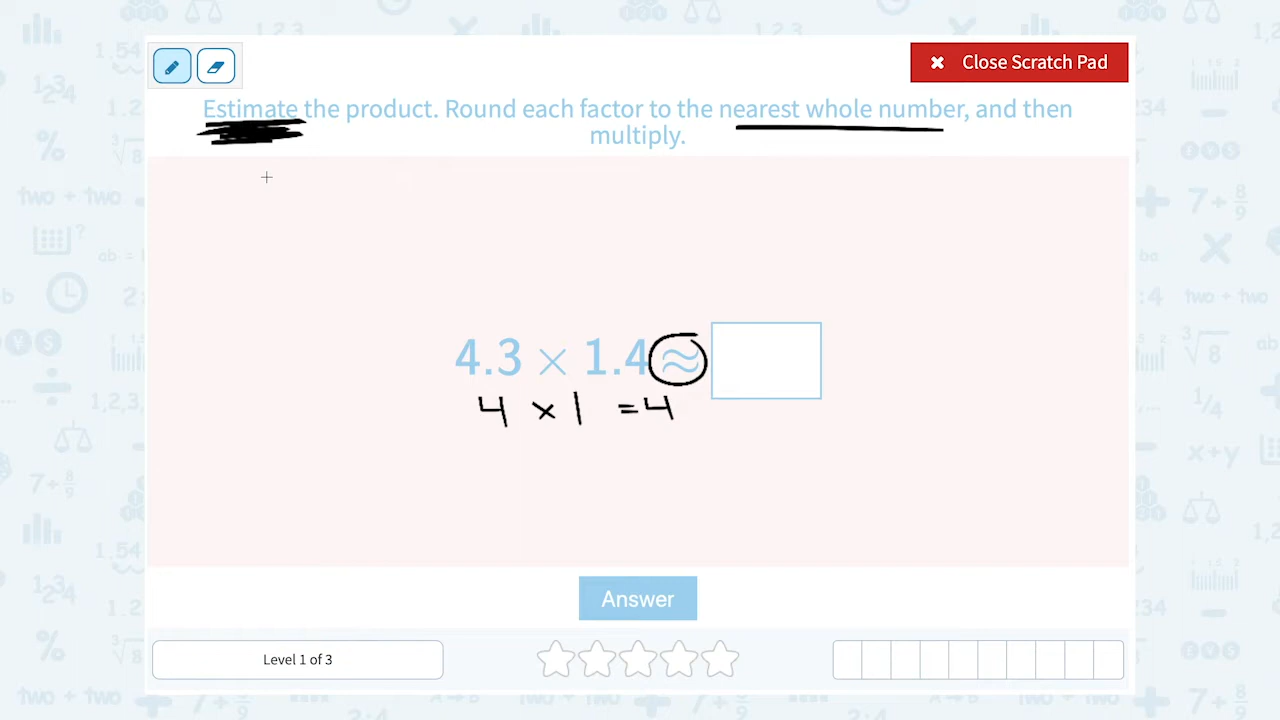 Close Scratch Pad
Estimate the product. Round each factor to the nearest whole number, and then
multiply.
4.3 × 1.4 ≈
4 × 1 = 4
Answer
Level 1 of 3